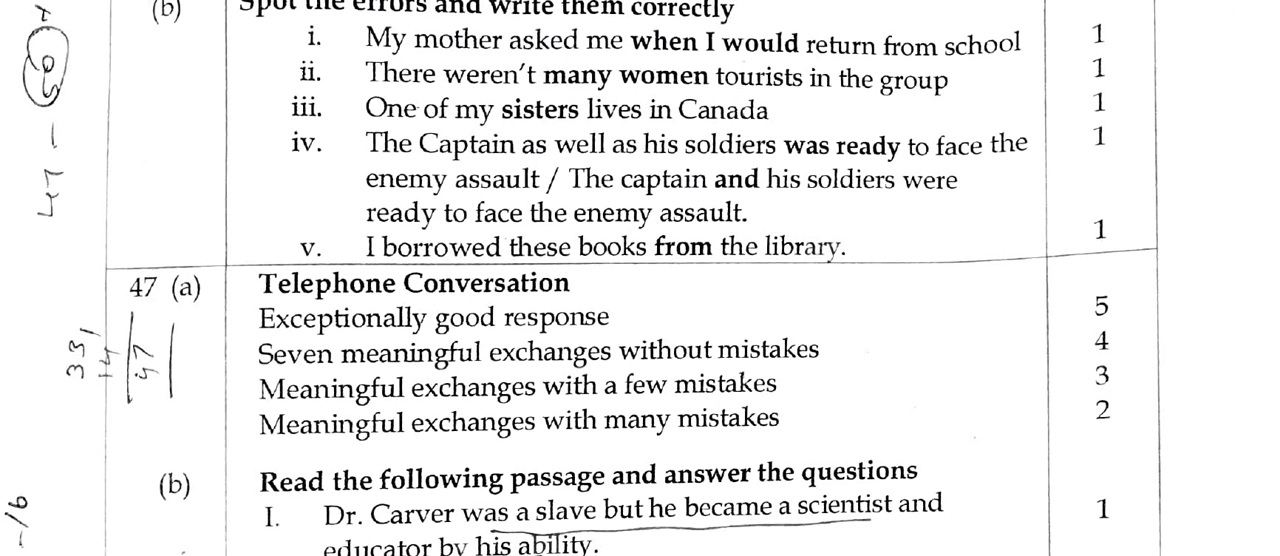 (b) Spot the errors and write them correctly
i. My mother asked me when I would return from school 1
ii. There weren't many women tourists in the group 1
iii. One of my sisters lives in Canada 1
iv. The Captain as well as his soldiers was ready to face the 1
enemy assault / The captain and his soldiers were
ready to face the enemy assault.
v. I borrowed these books from the library. 1
47 (a) Telephone Conversation
Exceptionally good response 5
Seven meaningful exchanges without mistakes 4
Meaningful exchanges with a few mistakes 3
Meaningful exchanges with many mistakes 2
(b) Read the following passage and answer the questions
I. Dr. Carver was a slave but he became a scientist and 1
educator by his ability.
47
33
14
47